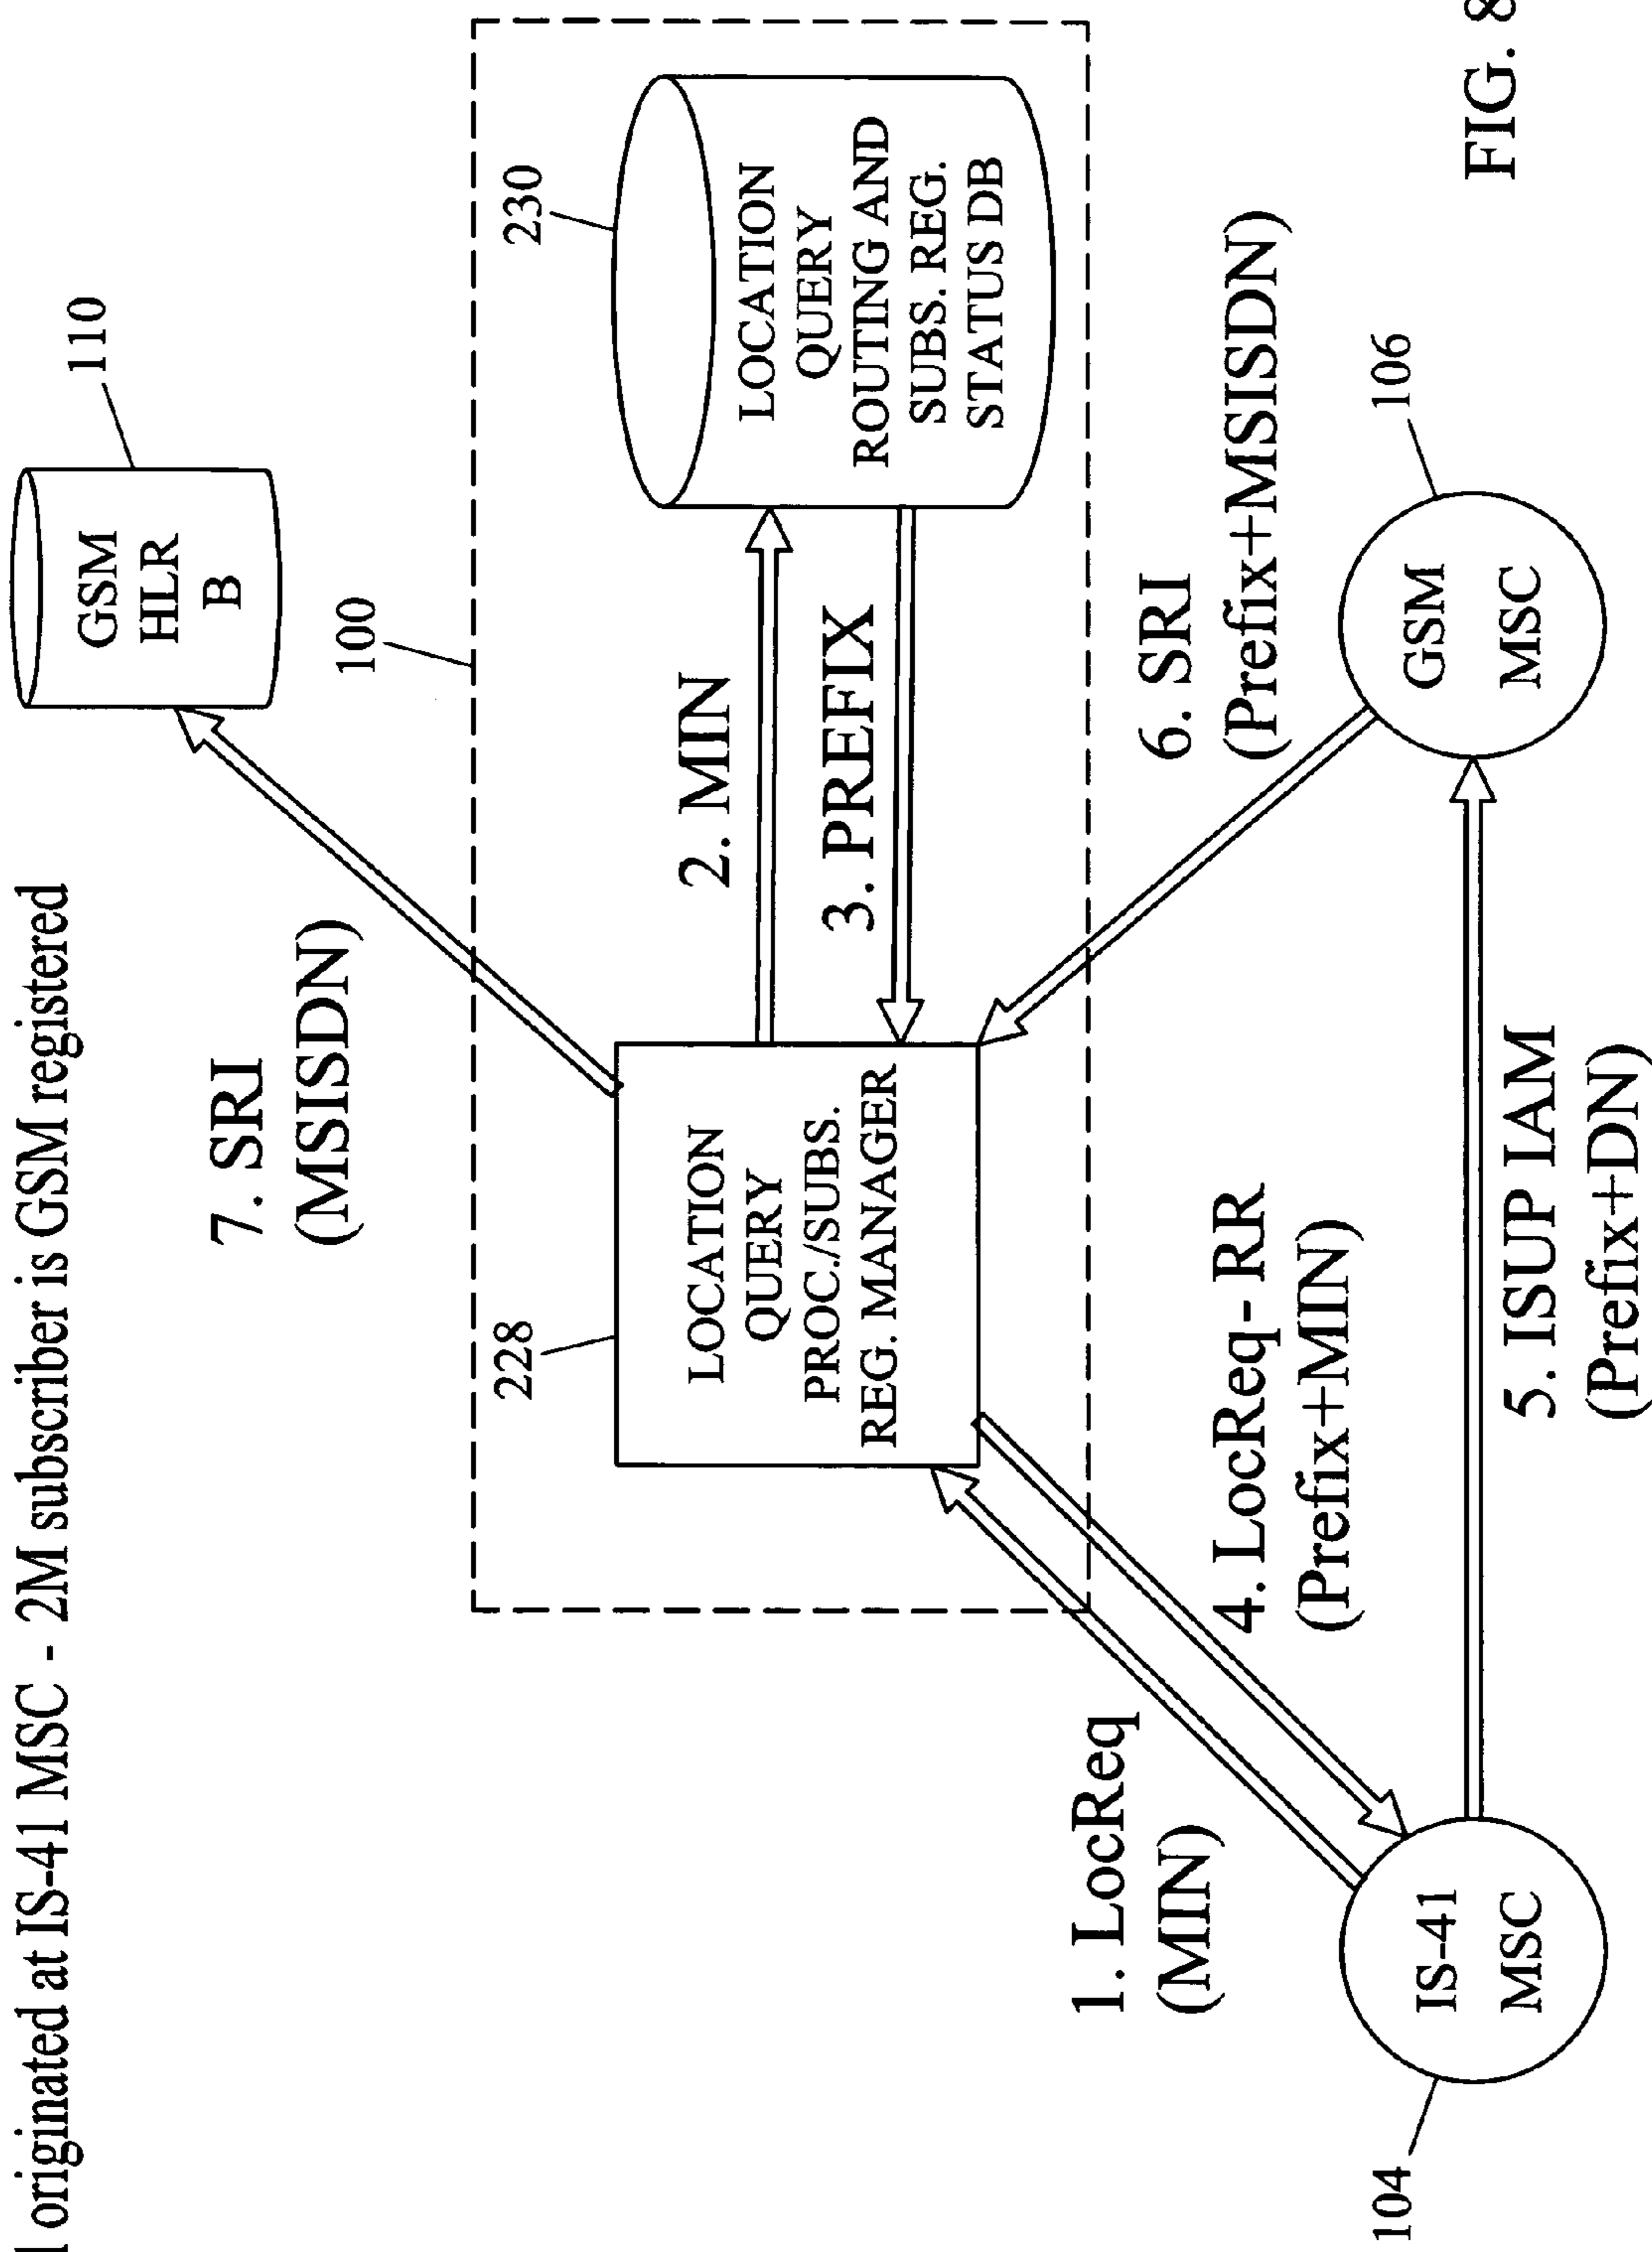 l originated at IS-41 MSC - 2M subscriber is GSM registered
7. SRI
(MSISDN)
GSM
HLR
B
110
100
228
LOCATION
QUERY
PROC./SUBS.
REG. MANAGER
2. MIN
3. PREFIX
230
LOCATION
QUERY
ROUTING AND
SUBS. REG.
STATUS DB
1. LocReq
(MIN)
4. LocReq- RR
(Prefix+MIN)
6. SRI
(Prefix+MSISDN)
104
IS-41
MSC
5. ISUP IAM
(Prefix+DN)
GSM
MSC
106
FIG. 8